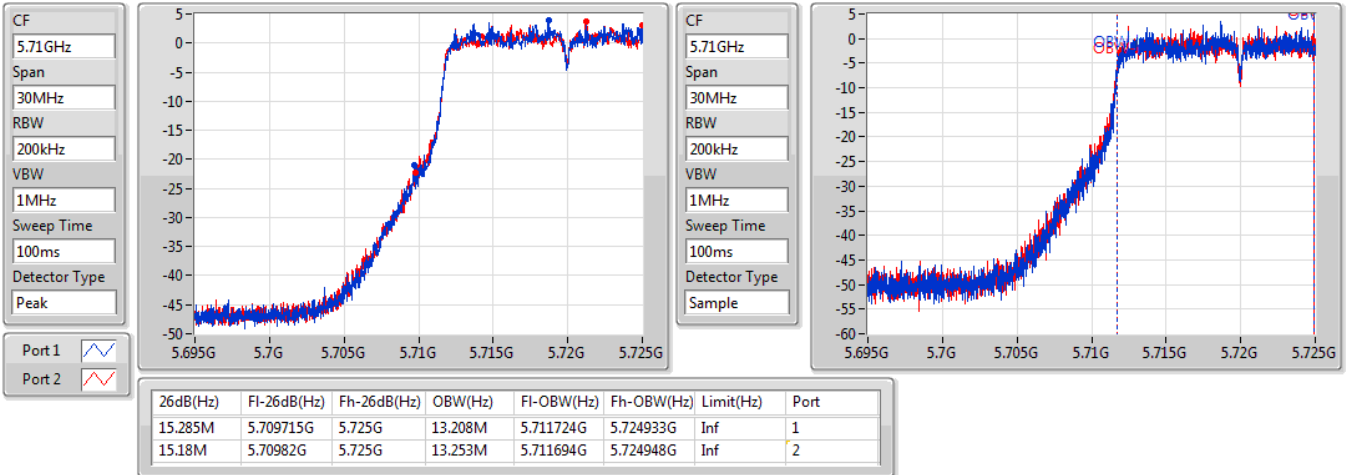 CF
5.71GHz
Span
30MHz
RBW
200kHz
VBW
1MHz
Sweep Time
100ms
Detector Type
Peak
Port 1
Port 2
5
0
-5
-10
-15
-20
-25
-30
-35
-40
-45
-50
5.695G 5.7G 5.705G 5.71G 5.715G 5.72G 5.725G
CF
5.71GHz
Span
30MHz
RBW
200kHz
VBW
1MHz
Sweep Time
100ms
Detector Type
Sample
5
0
-5
-10
-15
-20
-25
-30
-35
-40
-45
-50
-55
-60
OBW
5.695G 5.7G 5.705G 5.71G 5.715G 5.72G 5.725G
26dB(Hz) Fl-26dB(Hz) Fh-26dB(Hz) OBW(Hz) Fl-OBW(Hz) Fh-OBW(Hz) Limit(Hz) Port
15.285M 5.709715G 5.725G 13.208M 5.711724G 5.724933G Inf 1
15.18M 5.70982G 5.725G 13.253M 5.711694G 5.724948G Inf 2